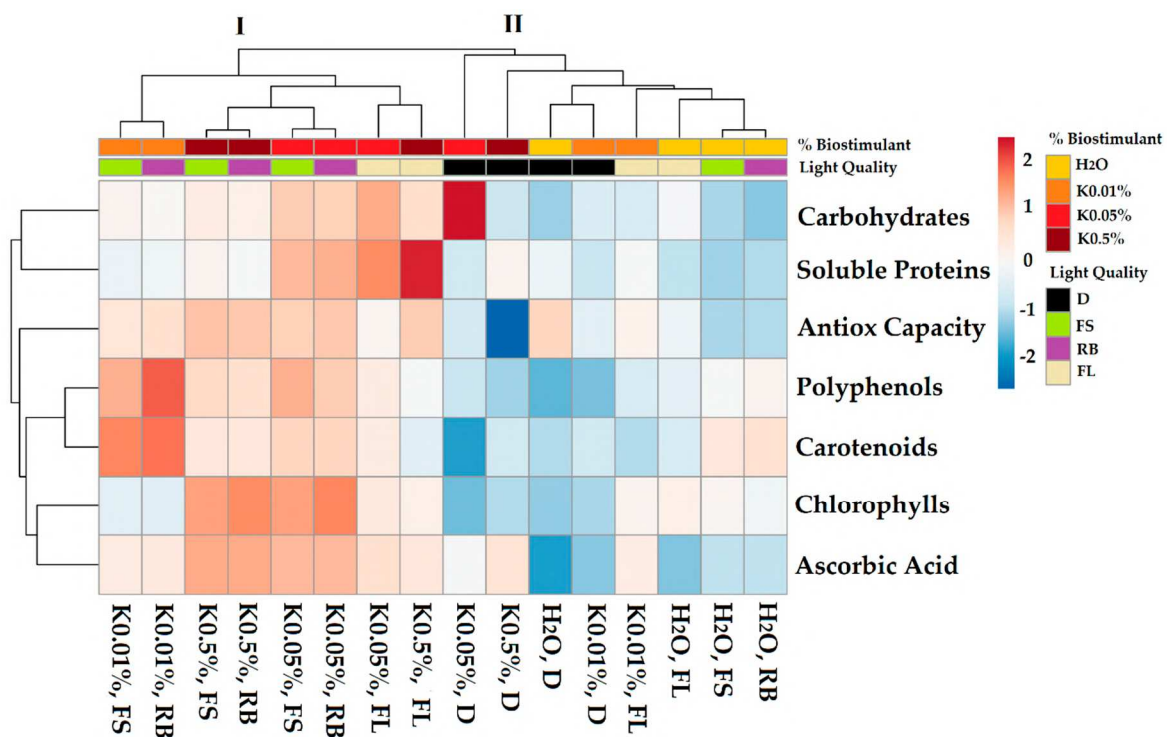 I
II
% Biostimulant
Light Quality
Carbohydrates
Soluble Proteins
Antiox Capacity
Polyphenols
Carotenoids
Chlorophylls
Ascorbic Acid
2
1
0
-1
-2
% Biostimulant
H2O
K0.01%
K0.05%
K0.5%
Light Quality
D
FS
RB
FL
K0.01%, FS
K0.01%, RB
K0.5%, FS
K0.5%, RB
K0.05%, FS
K0.05%, RB
K0.05%, FL
K0.5%, FL
K0.05%, D
K0.5%, D
H2O, D
K0.01%, D
K0.01%, FL
H2O, FL
H2O, FS
H2O, RB